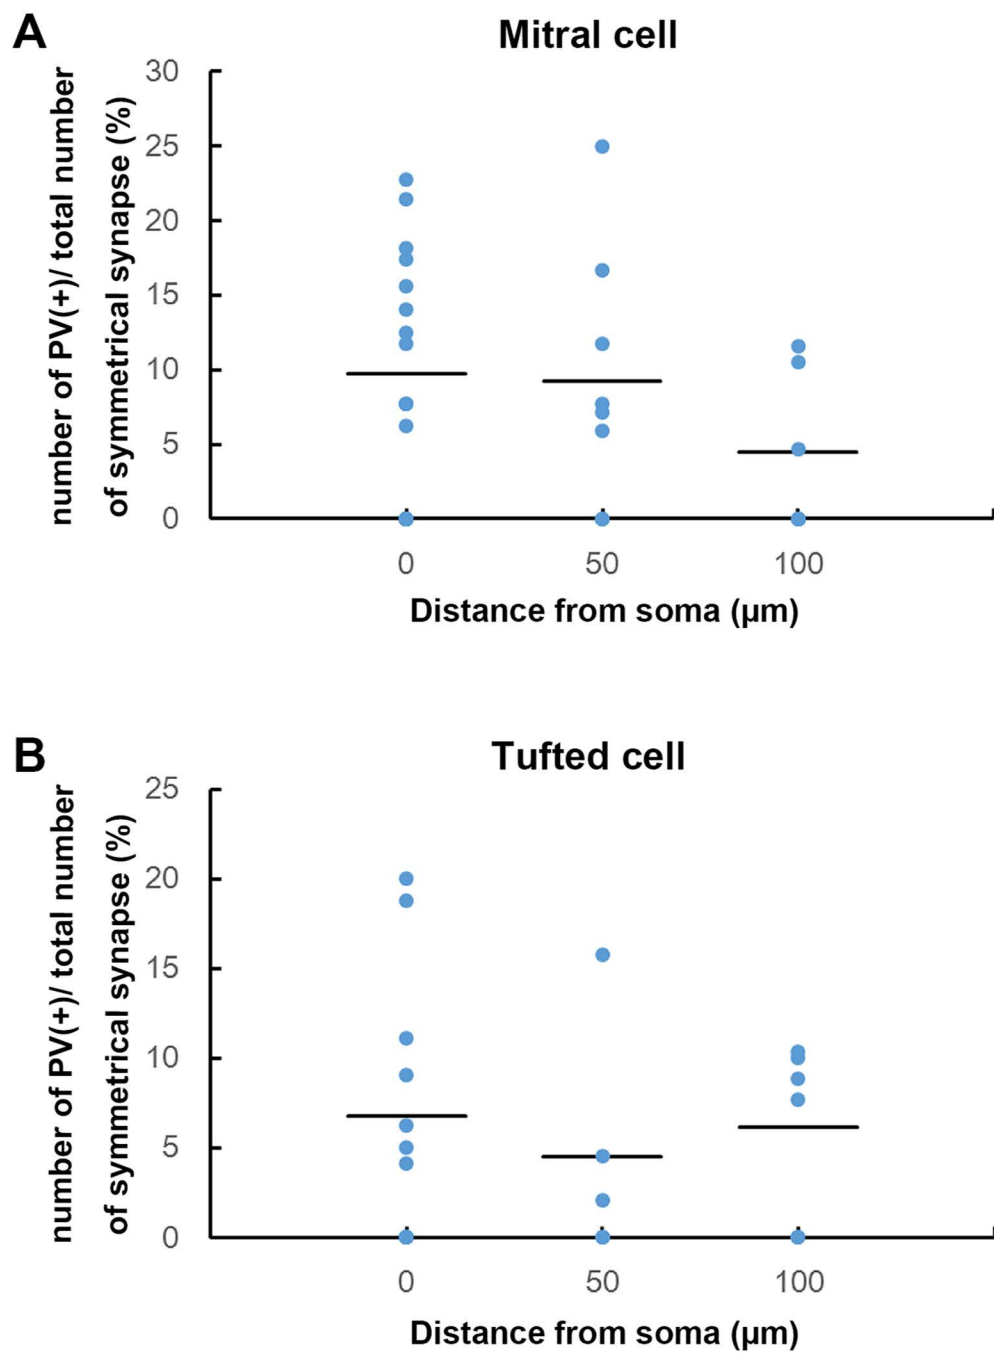 A
Mitral cell
number of PV(+)/ total number
of symmetrical synapse (%)
30
25
20
15
10
5
0
0 50 100
Distance from soma (µm)
B
Tufted cell
number of PV(+)/ total number
of symmetrical synapse (%)
25
20
15
10
5
0
0 50 100
Distance from soma (µm)